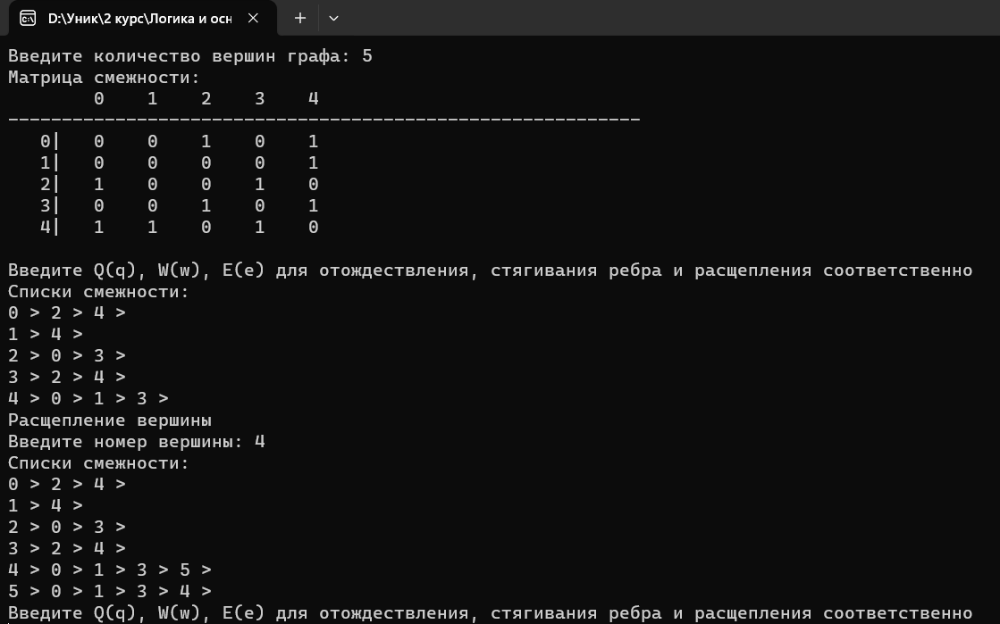 D:\Уник\2 курс\Логика и осн
Введите количество вершин графа: 5
Матрица смежности:
0 1 2 3 4
-----------------------------------------------------------
0| 0 0 1 0 1
1| 0 0 0 0 1
2| 1 0 0 1 0
3| 0 0 1 0 1
4| 1 1 0 1 0
Введите Q(q), W(w), E(e) для отождествления, стягивания ребра и расщепления соответственно
Списки смежности:
0 > 2 > 4 >
1 > 4 >
2 > 0 > 3 >
3 > 2 > 4 >
4 > 0 > 1 > 3 >
Расщепление вершины
Введите номер вершины: 4
Списки смежности:
0 > 2 > 4 >
1 > 4 >
2 > 0 > 3 >
3 > 2 > 4 >
4 > 0 > 1 > 3 > 5 >
5 > 0 > 1 > 3 > 4 >
Введите Q(q), W(w), E(e) для отождествления, стягивания ребра и расщепления соответственно